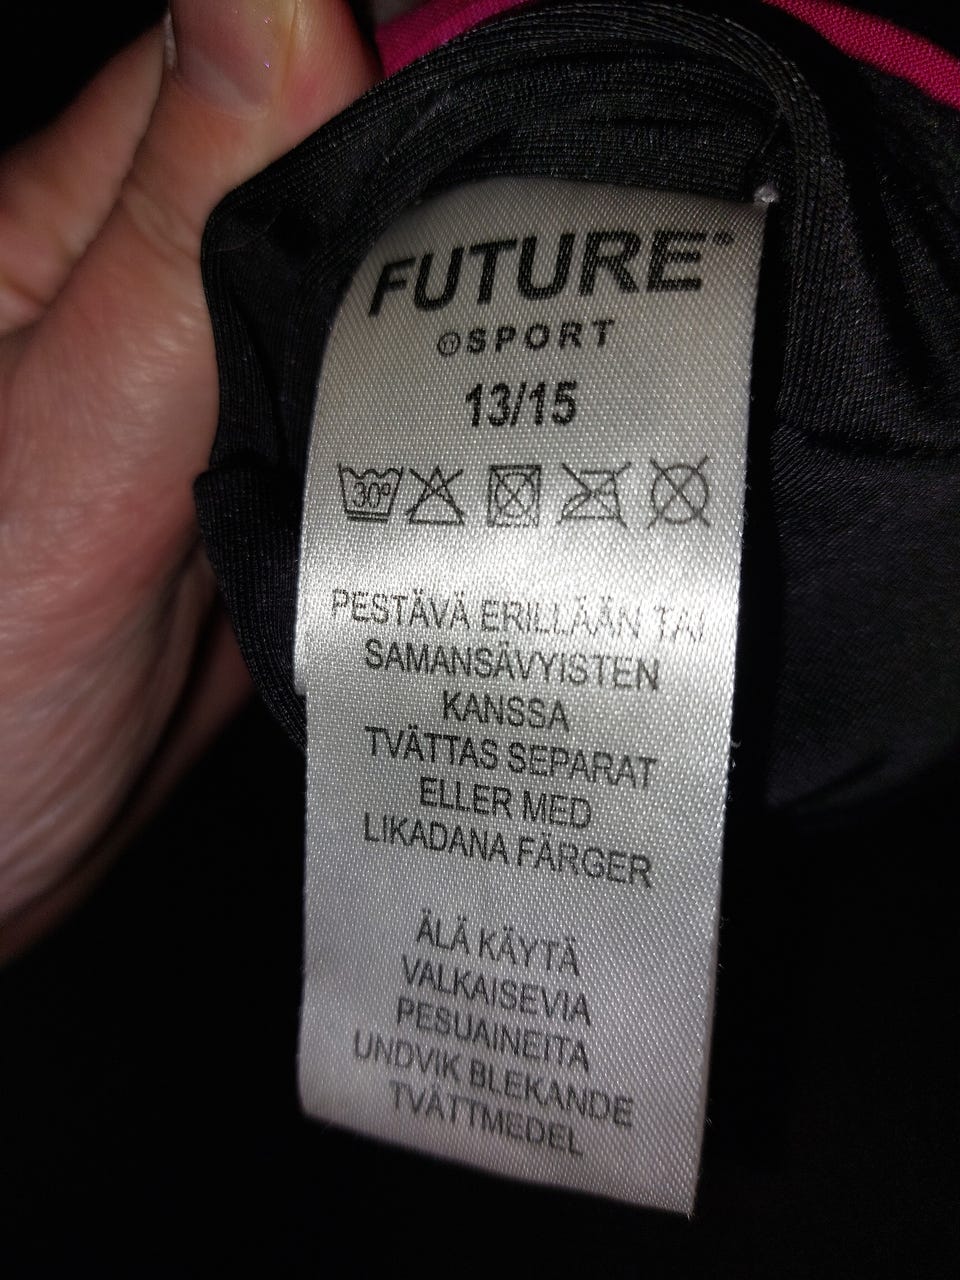 FUTURE
SPORT
13/15
30°
PESTÄVÄ ERILLÄÄN TAI
SAMANSÄVYISTEN
KANSSA
TVÄTTAS SEPARAT
ELLER MED
LIKADANA FÄRGER
ÄLÄ KÄYTÄ
VALKAISEVIA
PESUAINEITA
UNDVIK BLEKANDE
TVÄTTMEDEL